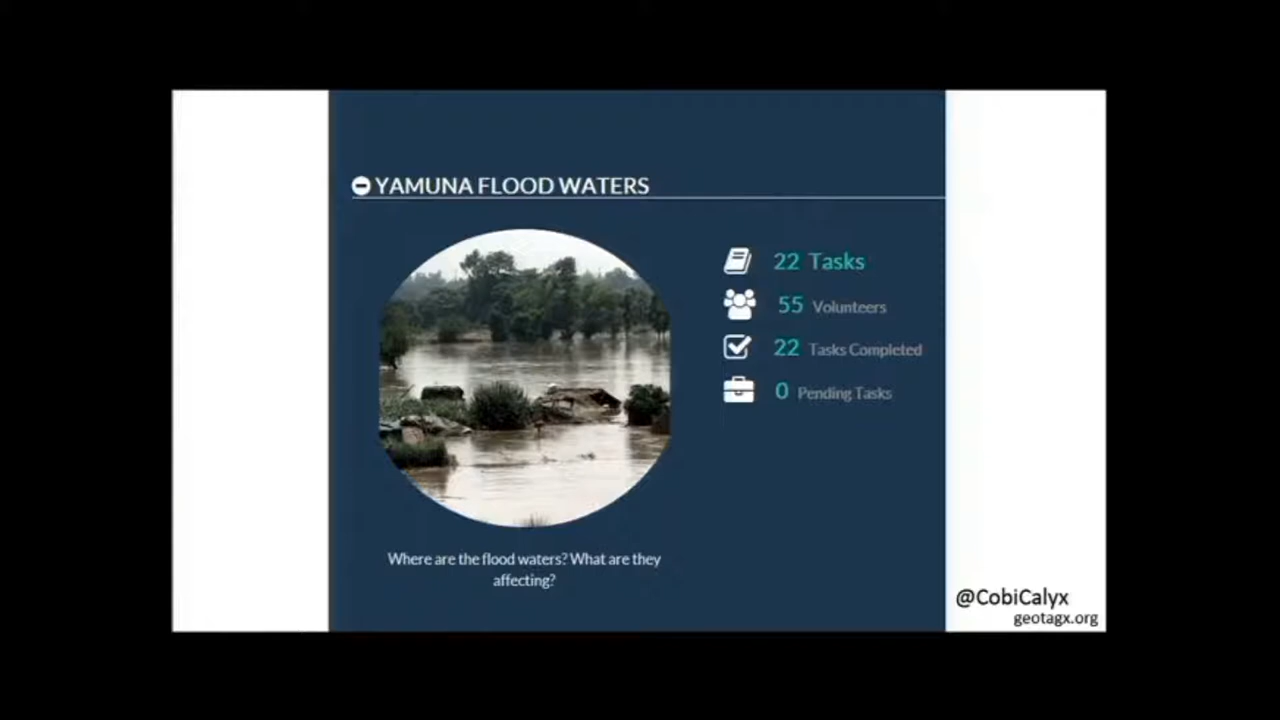 YAMUNA FLOOD WATERS
22 Tasks
55 Volunteers
22 Tasks Completed
0 Pending Tasks
Where are the flood waters? What are they
affecting?
@CobiCalyx
geotagx.org